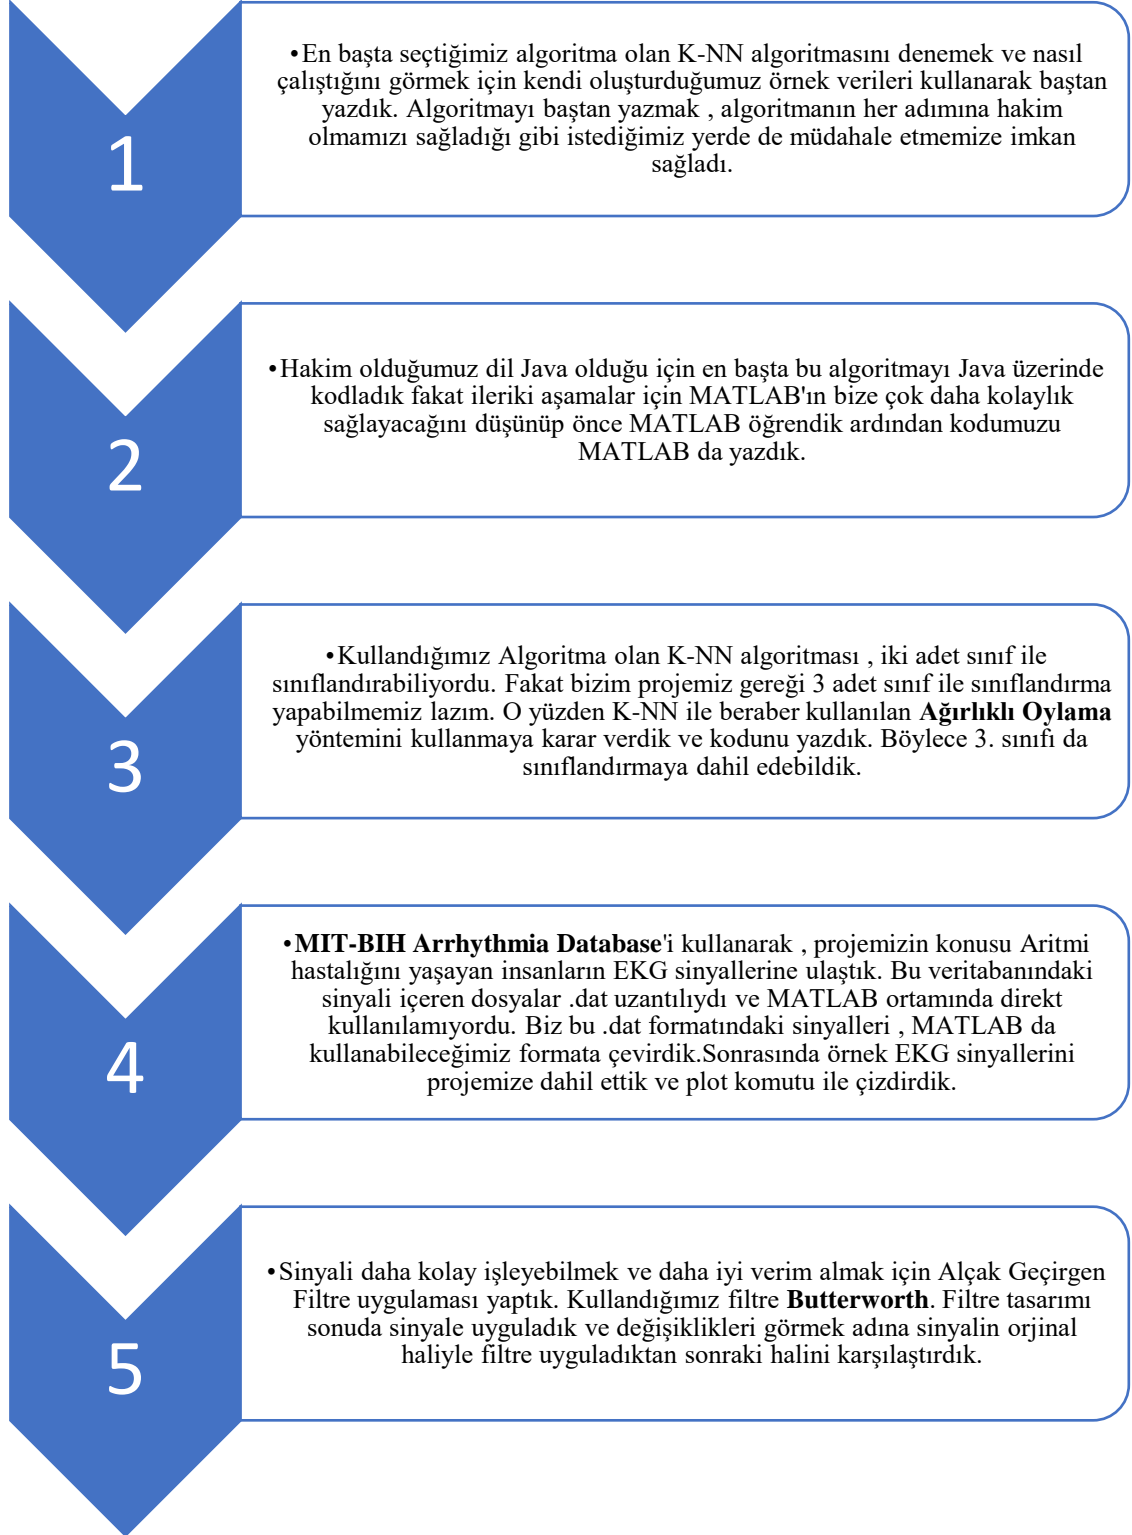 1
•En başta seçtiğimiz algoritma olan K-NN algoritmasını denemek ve nasıl
çalıştığını görmek için kendi oluşturduğumuz örnek verileri kullanarak baştan
yazdık. Algoritmayı baştan yazmak , algoritmanın her adımına hakim
olmamızı sağladığı gibi istediğimiz yerde de müdahale etmemize imkan
sağladı.
2
•Hakim olduğumuz dil Java olduğu için en başta bu algoritmayı Java üzerinde
kodladık fakat ileriki aşamalar için MATLAB'ın bize çok daha kolaylık
sağlayacağını düşünüp önce MATLAB öğrendik ardından kodumuzu
MATLAB da yazdık.
3
•Kullandığımız Algoritma olan K-NN algoritması , iki adet sınıf ile
sınıflandırabiliyordu. Fakat bizim projemiz gereği 3 adet sınıf ile sınıflandırma
yapabilmemiz lazım. O yüzden K-NN ile beraber kullanılan Ağırlıklı Oylama
yöntemini kullanmaya karar verdik ve kodunu yazdık. Böylece 3. sınıfı da
sınıflandırmaya dahil edebildik.
4
•MIT-BIH Arrhythmia Database'i kullanarak , projemizin konusu Aritmi
hastalığını yaşayan insanların EKG sinyallerine ulaştık. Bu veritabanındaki
sinyali içeren dosyalar .dat uzantılıydı ve MATLAB ortamında direkt
kullanılamıyordu. Biz bu .dat formatındaki sinyalleri , MATLAB da
kullanabileceğimiz formata çevirdik.Sonrasında örnek EKG sinyallerini
projemize dahil ettik ve plot komutu ile çizdirdik.
5
•Sinyali daha kolay işleyebilmek ve daha iyi verim almak için Alçak Geçirgen
Filtre uygulaması yaptık. Kullandığımız filtre Butterworth. Filtre tasarımı
sonuda sinyale uyguladık ve değişiklikleri görmek adına sinyalin orjinal
haliyle filtre uyguladıktan sonraki halini karşılaştırdık.